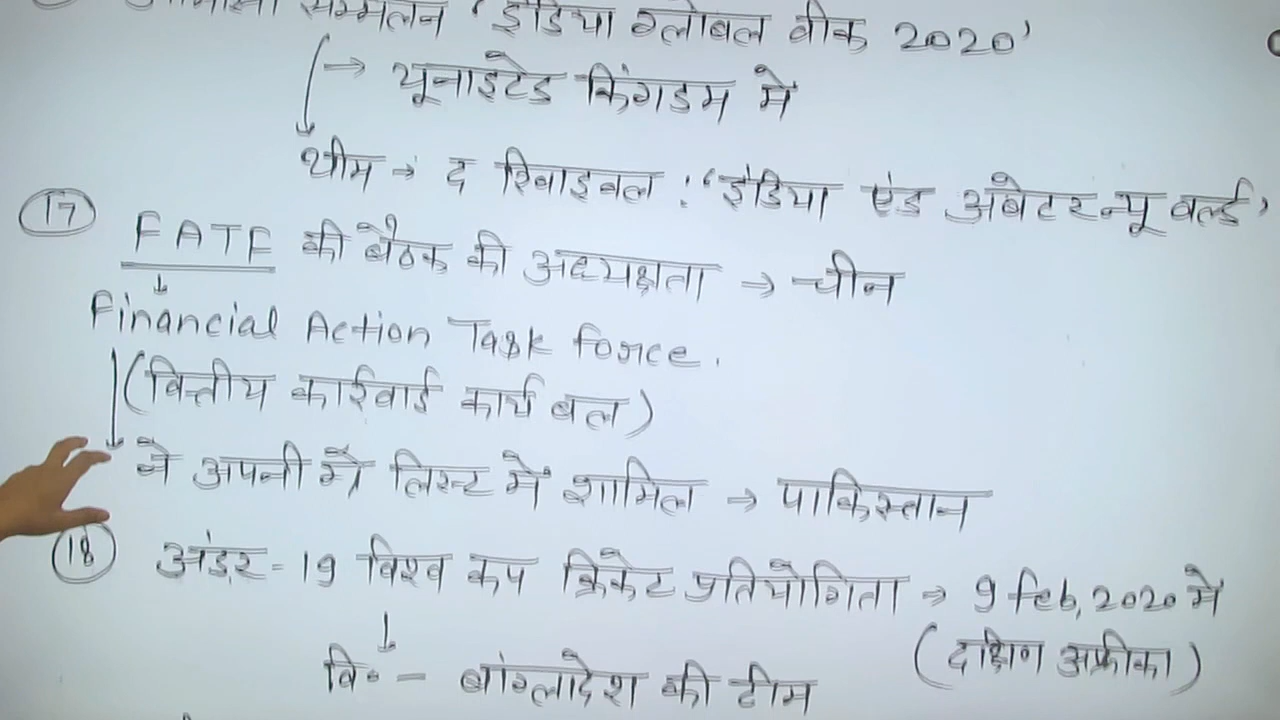 सम्मेलन 'इंडिया ग्लोबल वीक 2020'
→ यूनाइटेड किंगडम में
थीम → द रिवाइवल : 'इंडिया एंड अ बेटर न्यू वर्ल्ड'
17 FATF की बैठक की अध्यक्षता → चीन
Financial Action Task Force.
(वित्तीय कार्रवाई कार्य बल)
ने अपनी ग्रे लिस्ट में शामिल → पाकिस्तान
18 अंडर - 19 विश्व कप क्रिकेट प्रतियोगिता → 9 Feb, 2020 में
(दक्षिण अफ्रीका)
वि॰ - बांग्लादेश की टीम